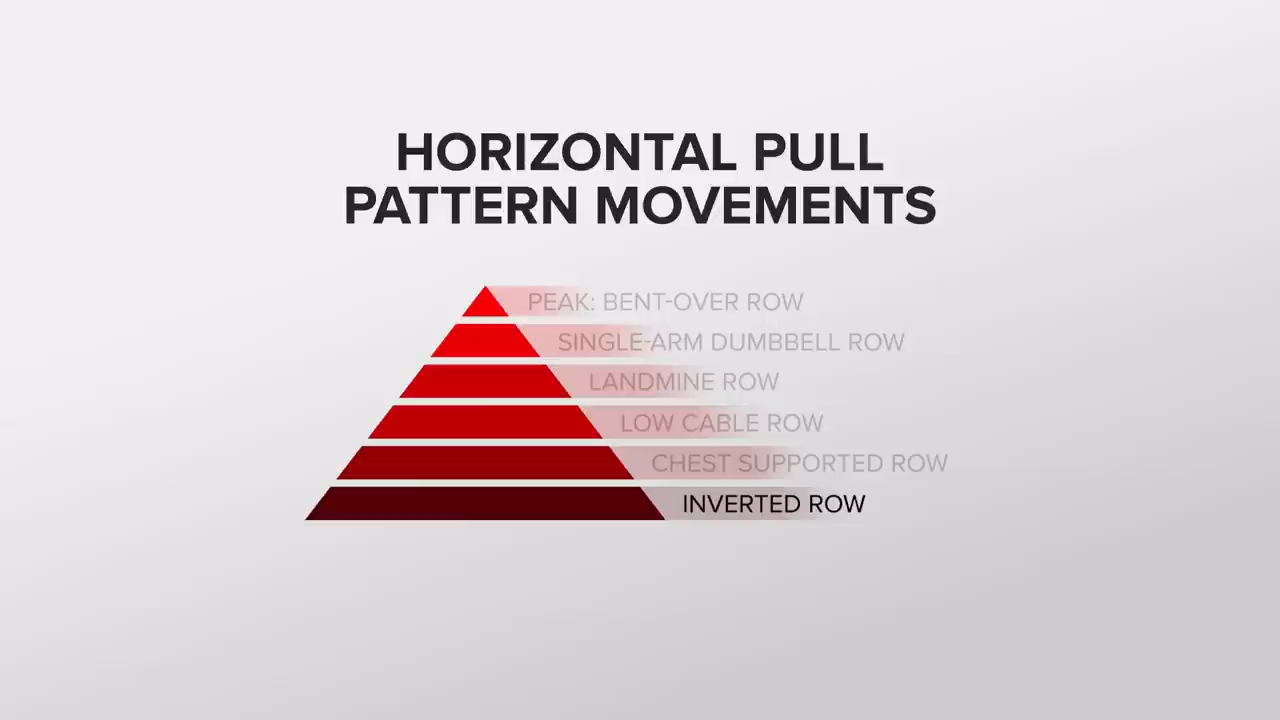 HORIZONTAL PULL
PATTERN MOVEMENTS
PEAK: BENT-OVER ROW
SINGLE-ARM DUMBBELL ROW
LANDMINE ROW
LOW CABLE ROW
CHEST SUPPORTED ROW
INVERTED ROW